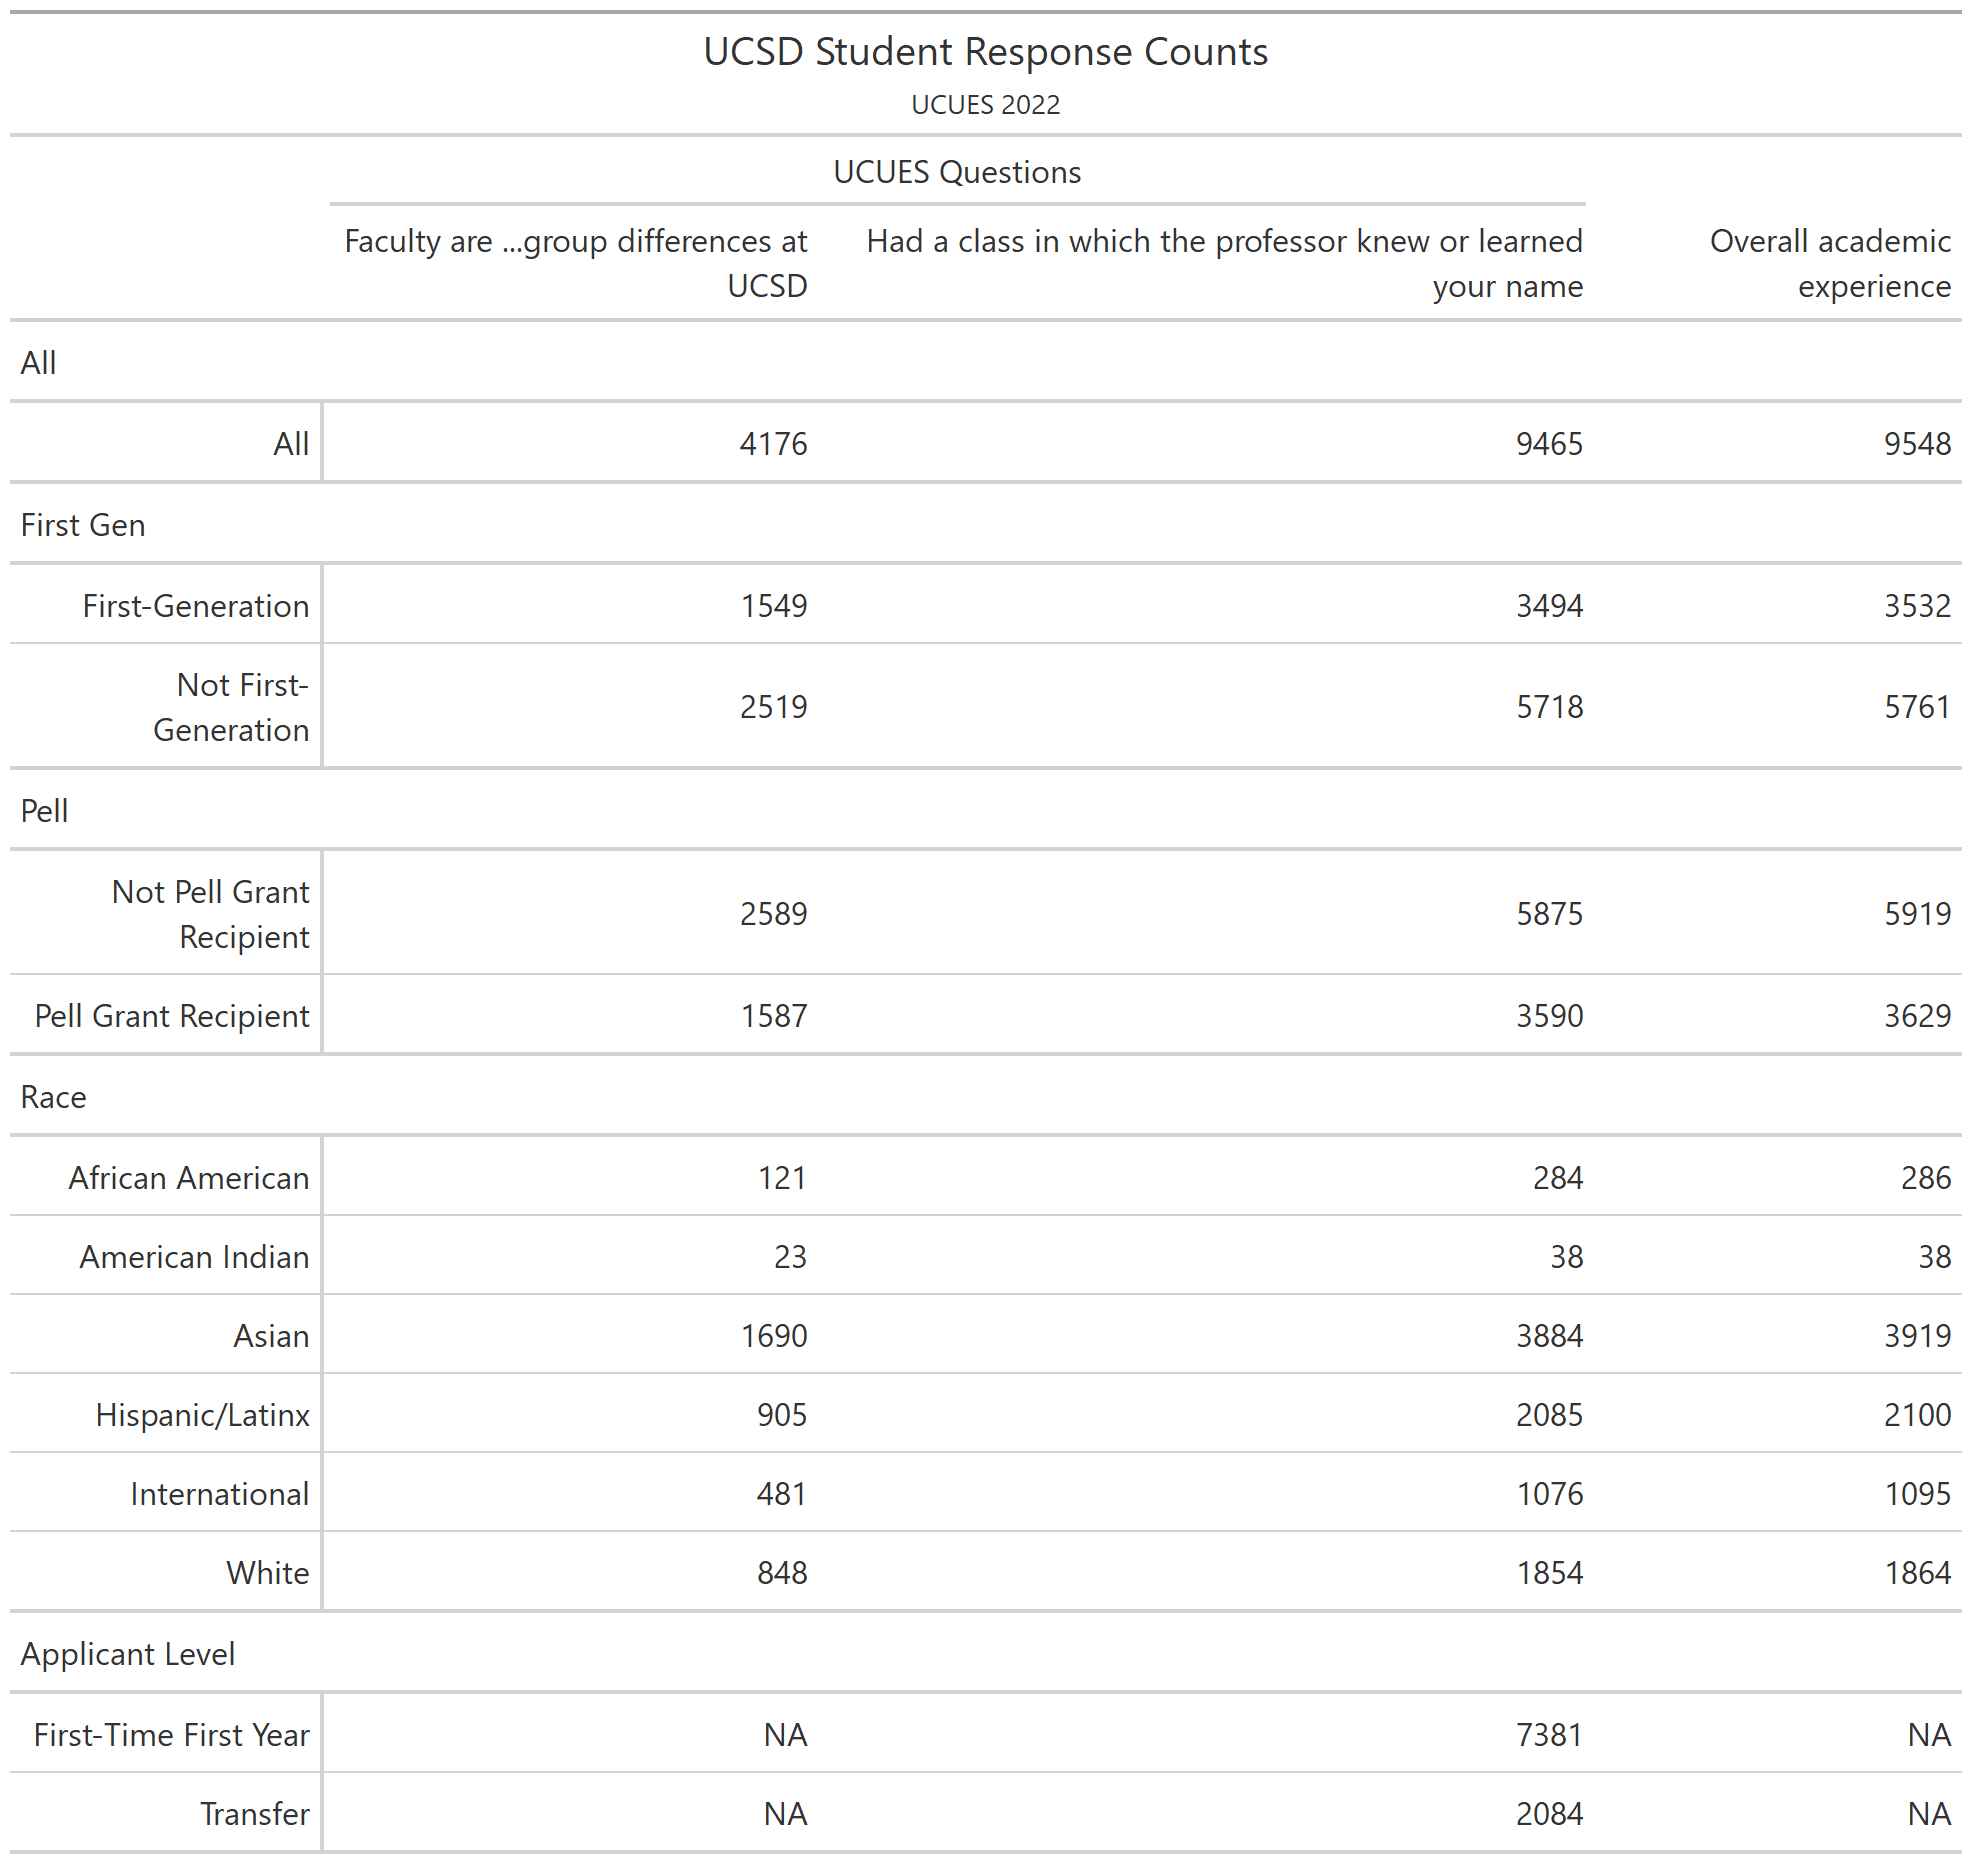 UCSD Student Response Counts
UCUES 2022
UCUES Questions
Faculty are ...group differences at Had a class in which the professor knew or learned Overall academic
UCSD your name experience
All
All 4176 9465 9548
First Gen
First-Generation 1549 3494 3532
Not First-
Generation 2519 5718 5761
Pell
Not Pell Grant
Recipient 2589 5875 5919
Pell Grant Recipient 1587 3590 3629
Race
African American 121 284 286
American Indian 23 38 38
Asian 1690 3884 3919
Hispanic/Latinx 905 2085 2100
International 481 1076 1095
White 848 1854 1864
Applicant Level
First-Time First Year NA 7381 NA
Transfer NA 2084 NA